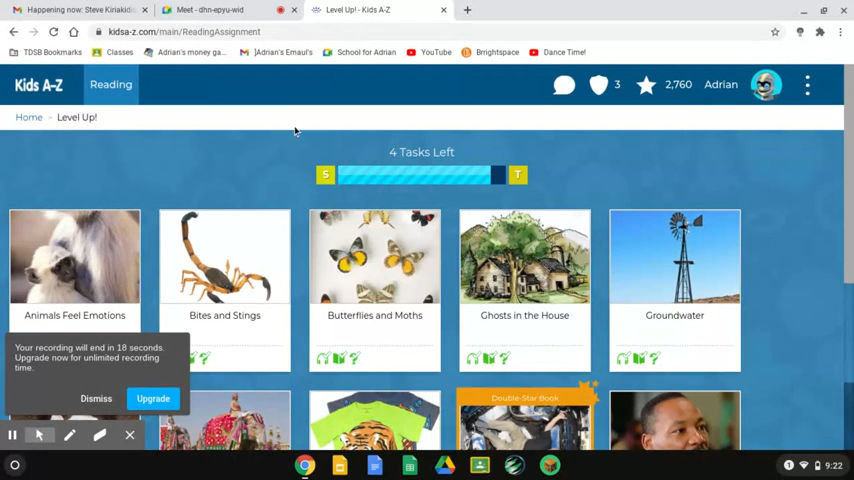 Happening now: Steve Kiriakidis
Meet - dhn-epyu-wid
Level Up! - Kids A-Z
kidsa-z.com/main/ReadingAssignment
TDSB Bookmarks
Classes
Adrian's money ga...
]Adrian's Emaul's
School for Adrian
YouTube
Brrightspace
Dance Time!
Kids A-Z
Reading
3
2,760
Adrian
Home
Level Up!
4 Tasks Left
S
T
Animals Feel Emotions
Bites and Stings
Butterflies and Moths
Ghosts in the House
Groundwater
Your recording will end in 18 seconds.
Upgrade now for unlimited recording
time.
Dismiss
Upgrade
Double-Star Book
1
9:22